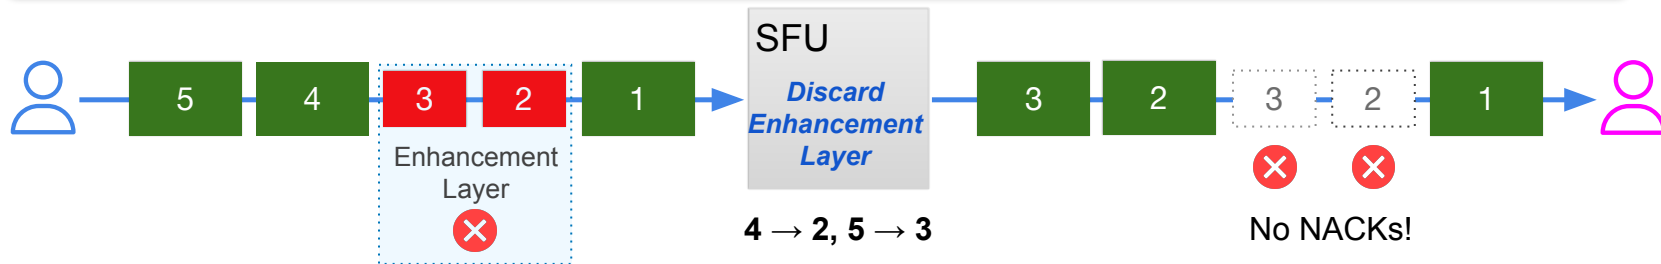 5 4 3 2 1
Enhancement
Layer
SFU
Discard
Enhancement
Layer
4 → 2, 5 → 3
3 2 3 2 1
No NACKs!